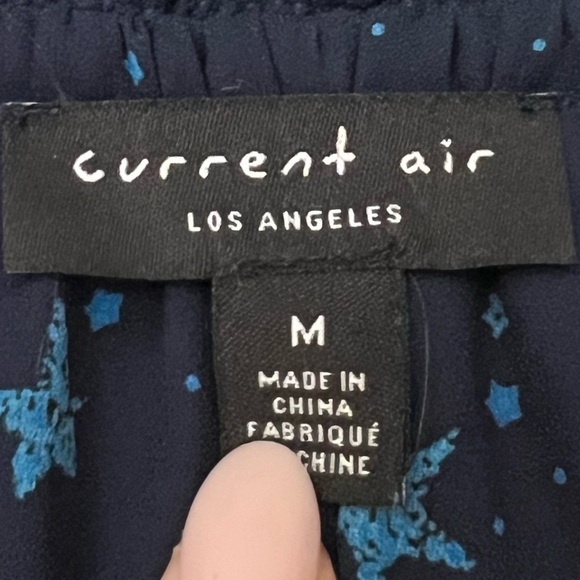 current air
LOS ANGELES
M
MADE IN
CHINA
FABRIQUÉ
CHINE